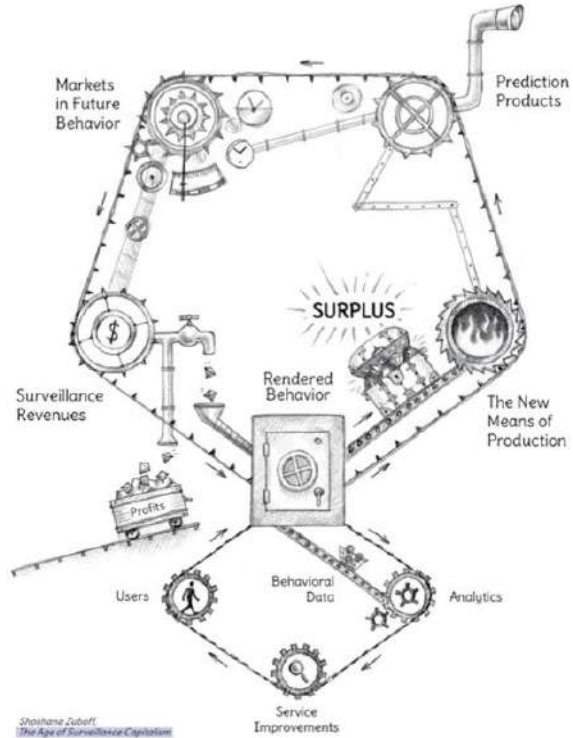 Markets
in Future
Behavior
Prediction
Products
SURPLUS
$
Rendered
Behavior
Surveillance
Revenues
The New
Means of
Production
Profits
Users
Behavioral
Data
Analytics
Service
Improvements
Shoshana Zuboff,
The Age of Surveillance Capitalism